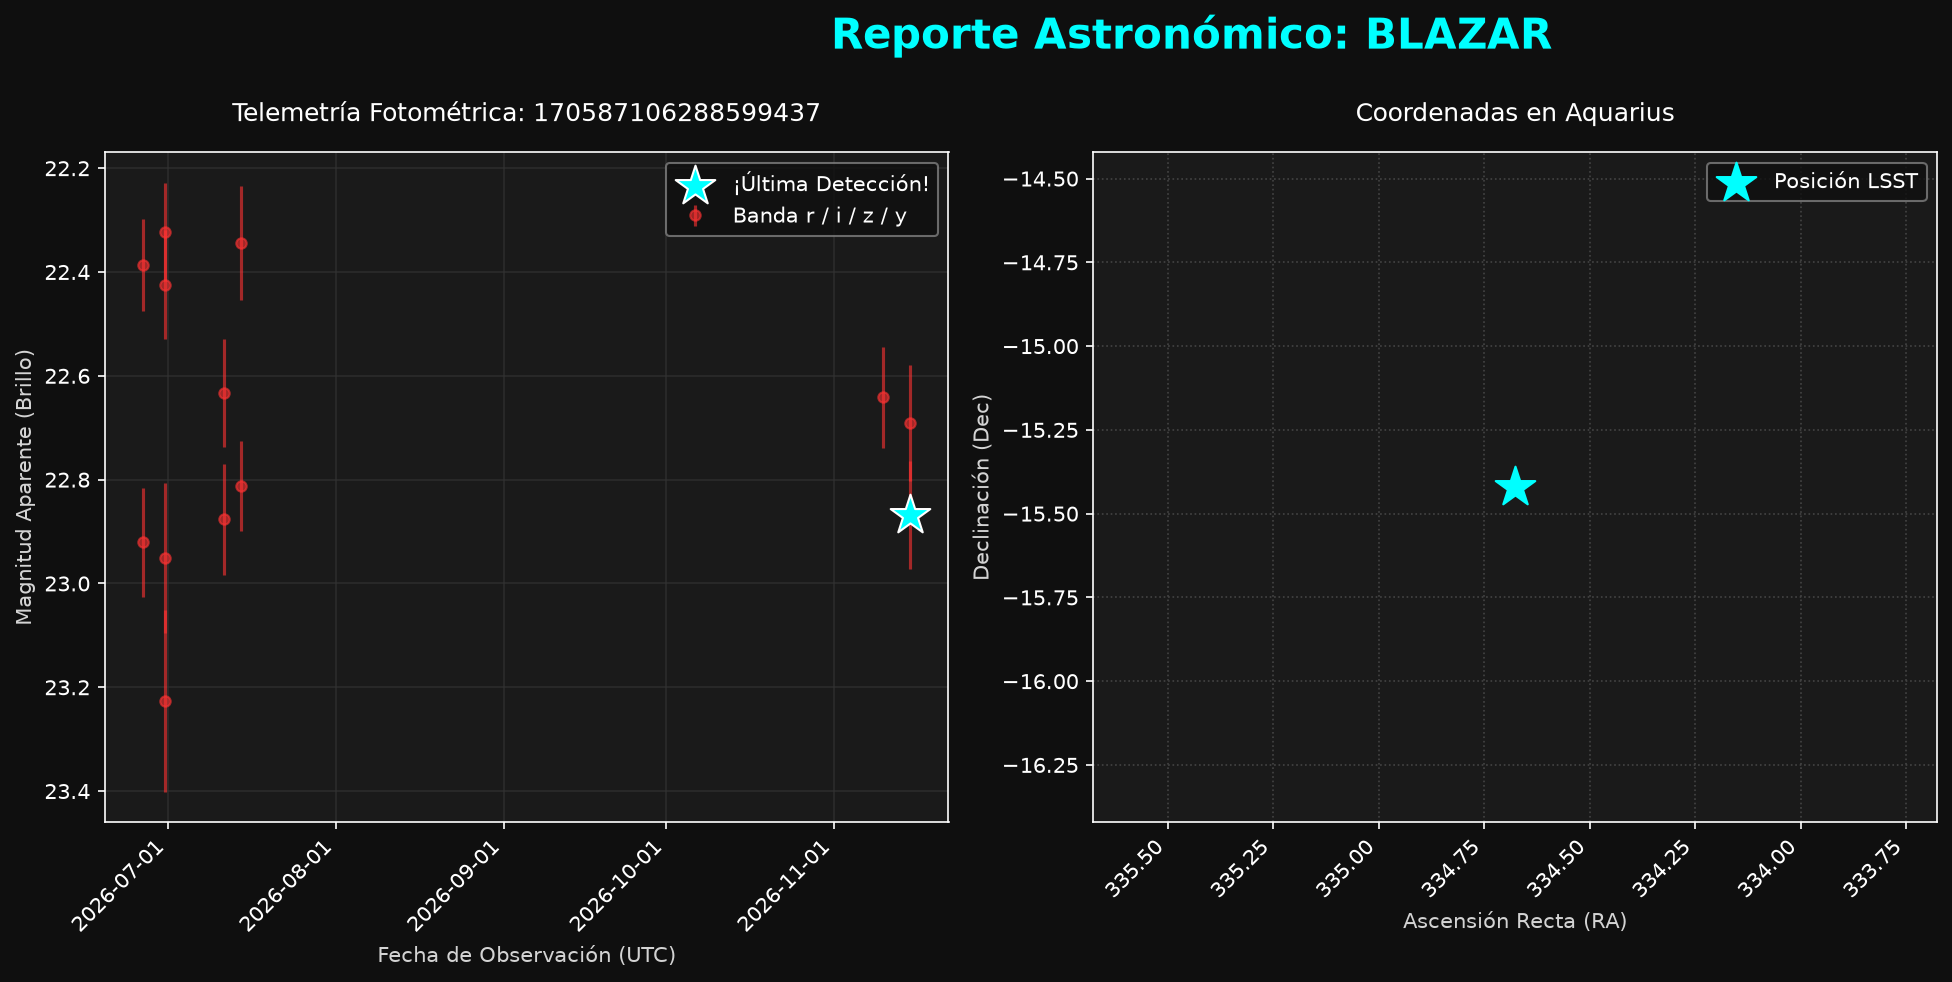 Reporte Astronómico: BLAZAR
Telemetría Fotométrica: 170587106288599437
¡Última Detección!
Banda r / i / z / y
Magnitud Aparente (Brillo)
22.2
22.4
22.6
22.8
23.0
23.2
23.4
2026-07-01
2026-08-01
2026-09-01
2026-10-01
2026-11-01
Fecha de Observación (UTC)
Coordenadas en Aquarius
Posición LSST
Declinación (Dec)
−14.50
−14.75
−15.00
−15.25
−15.50
−15.75
−16.00
−16.25
335.50
335.25
335.00
334.75
334.50
334.25
334.00
333.75
Ascensión Recta (RA)